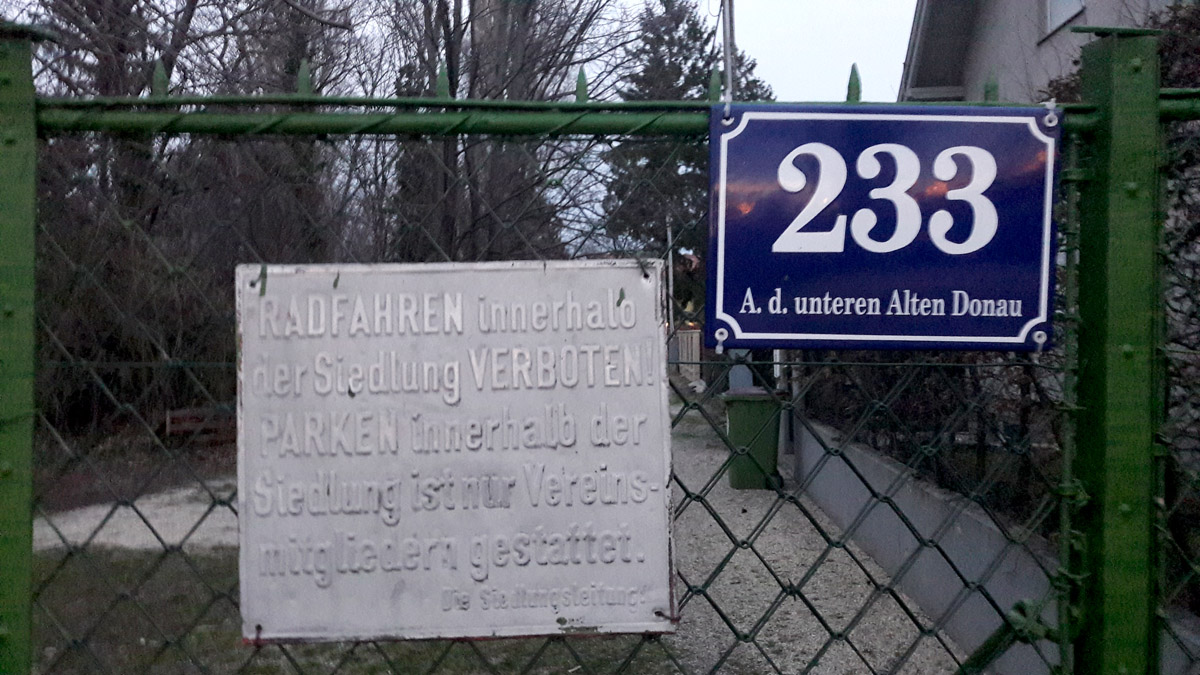 RADFAHREN innerhalb
der Siedlung VERBOTEN!
PARKEN innerhalb der
Siedlung ist nur Vereins-
mitgliedern gestattet.
Die Siedlungsleitung!
233
A. d. unteren Alten Donau